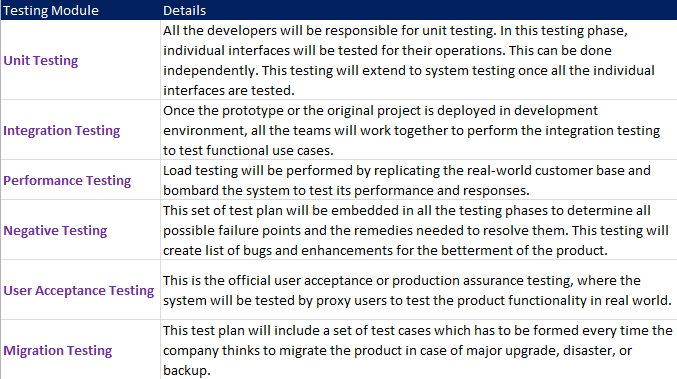 Testing Module Details
Unit Testing
All the developers will be responsible for unit testing. In this testing phase,
individual interfaces will be tested for their operations. This can be done
independently. This testing will extend to system testing once all the individual
interfaces are tested.
Integration Testing
Once the prototype or the original project is deployed in development
environment, all the teams will work together to perform the integration testing
to test functional use cases.
Performance Testing
Load testing will be performed by replicating the real-world customer base and
bombard the system to test its performance and responses.
Negative Testing
This set of test plan will be embedded in all the testing phases to determine all
possible failure points and the remedies needed to resolve them. This testing will
create list of bugs and enhancements for the betterment of the product.
User Acceptance Testing
This is the official user acceptance or production assurance testing, where the
system will be tested by proxy users to test the product functionality in real world.
Migration Testing
This test plan will include a set of test cases which has to be formed every time the
company thinks to migrate the product in case of major upgrade, disaster, or
backup.